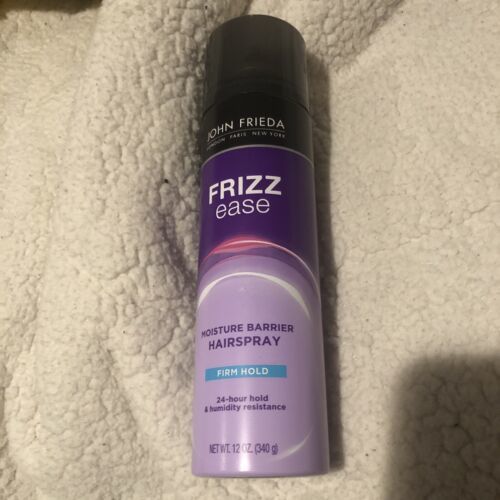 JOHN FRIEDA
LONDON PARIS NEW YORK
FRIZZ
ease
MOISTURE BARRIER
HAIRSPRAY
FIRM HOLD
24-hour hold
& humidity resistance
NET WT. 12 OZ. (340 g)